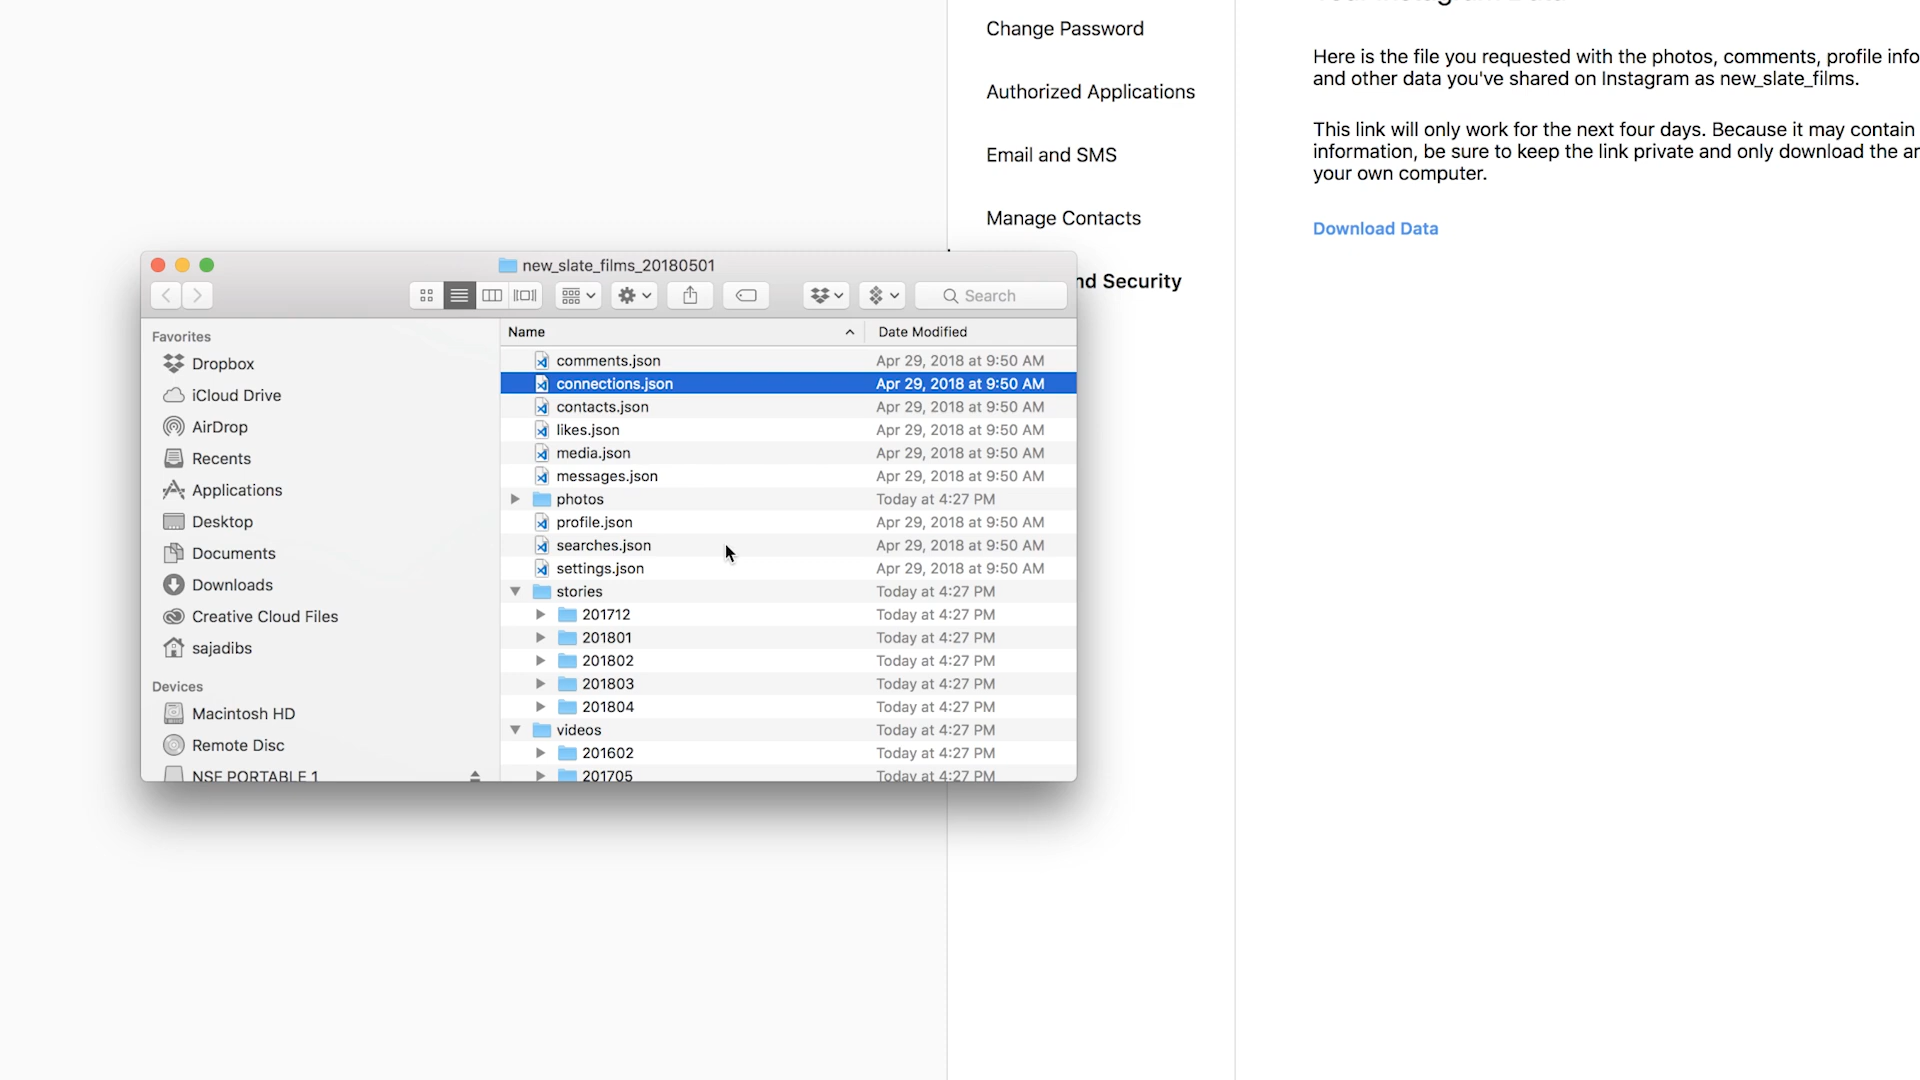 Change Password
Authorized Applications
Email and SMS
Manage Contacts
nd Security
Here is the file you requested with the photos, comments, profile info
and other data you've shared on Instagram as new_slate_films.
This link will only work for the next four days. Because it may contain
information, be sure to keep the link private and only download the ar
your own computer.
Download Data
new_slate_films_20180501
Search
Favorites
Dropbox
iCloud Drive
AirDrop
Recents
Applications
Desktop
Documents
Downloads
Creative Cloud Files
sajadibs
Devices
Macintosh HD
Remote Disc
NSF PORTABLE 1
Name Date Modified
comments.json Apr 29, 2018 at 9:50 AM
connections.json Apr 29, 2018 at 9:50 AM
contacts.json Apr 29, 2018 at 9:50 AM
likes.json Apr 29, 2018 at 9:50 AM
media.json Apr 29, 2018 at 9:50 AM
messages.json Apr 29, 2018 at 9:50 AM
photos Today at 4:27 PM
profile.json Apr 29, 2018 at 9:50 AM
searches.json Apr 29, 2018 at 9:50 AM
settings.json Apr 29, 2018 at 9:50 AM
stories Today at 4:27 PM
201712 Today at 4:27 PM
201801 Today at 4:27 PM
201802 Today at 4:27 PM
201803 Today at 4:27 PM
201804 Today at 4:27 PM
videos Today at 4:27 PM
201602 Today at 4:27 PM
201705 Today at 4:27 PM